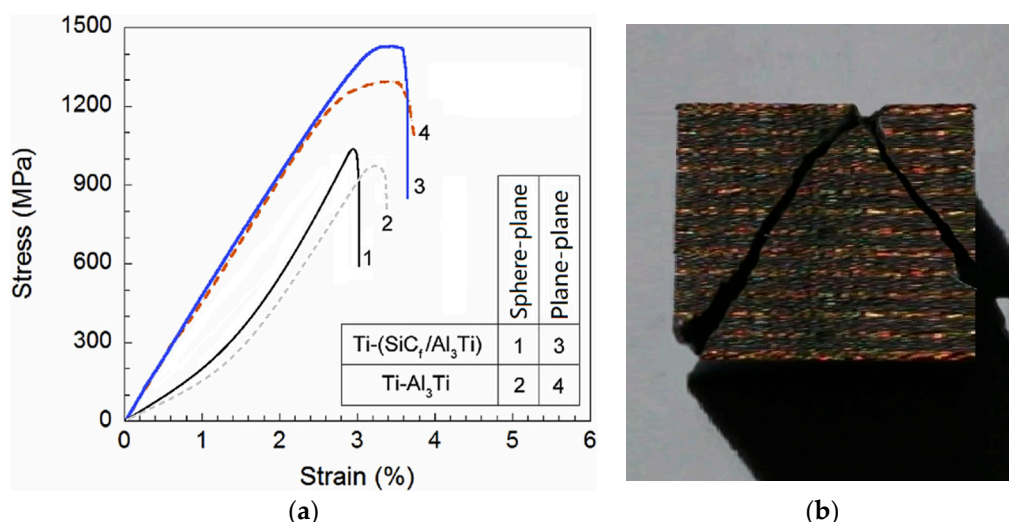 1500
1200
900
600
300
0
Stress (MPa)
0 1 2 3 4 5 6
Strain (%)
4
3
2
1
Sphere-plane
Plane-plane
Ti-(SiC_f/Al₃Ti) 1 3
Ti-Al₃Ti 2 4
(a) (b)